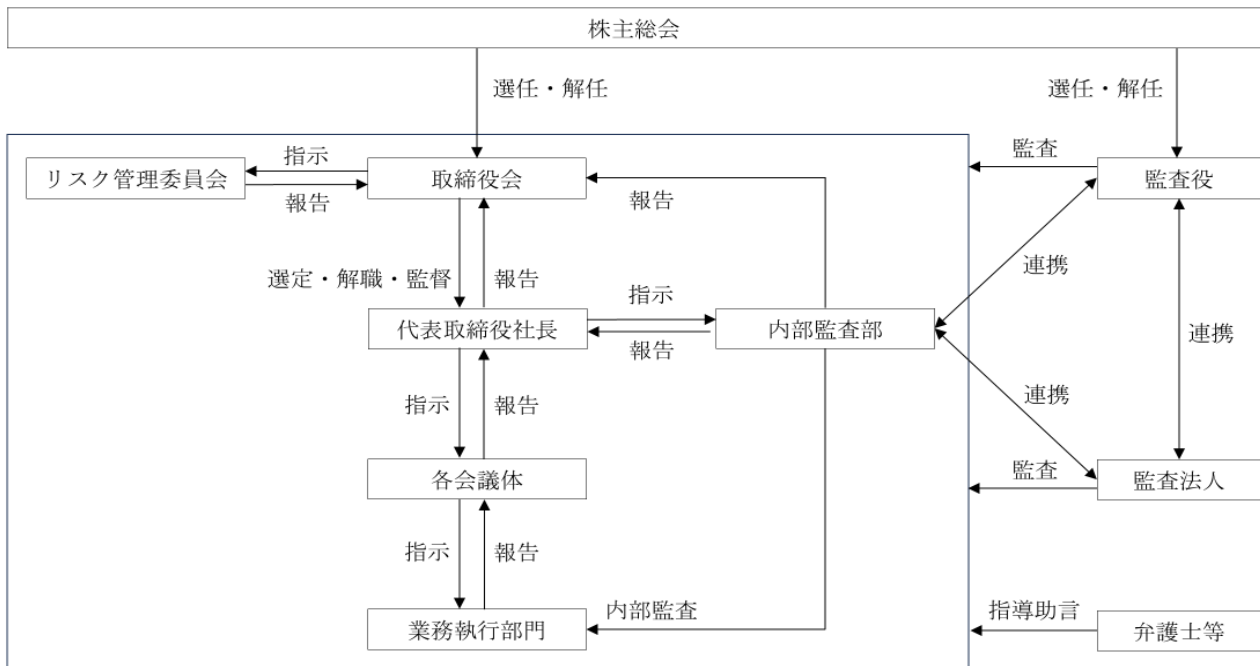 株主総会
選任・解任
選任・解任
指示
監査
リスク管理委員会
取締役会
監査役
報告
報告
連携
選定・解職・監督
報告
指示
代表取締役社長
内部監査部
連携
報告
連携
指示
報告
各会議体
監査
監査法人
指示
報告
内部監査
指導助言
業務執行部門
弁護士等